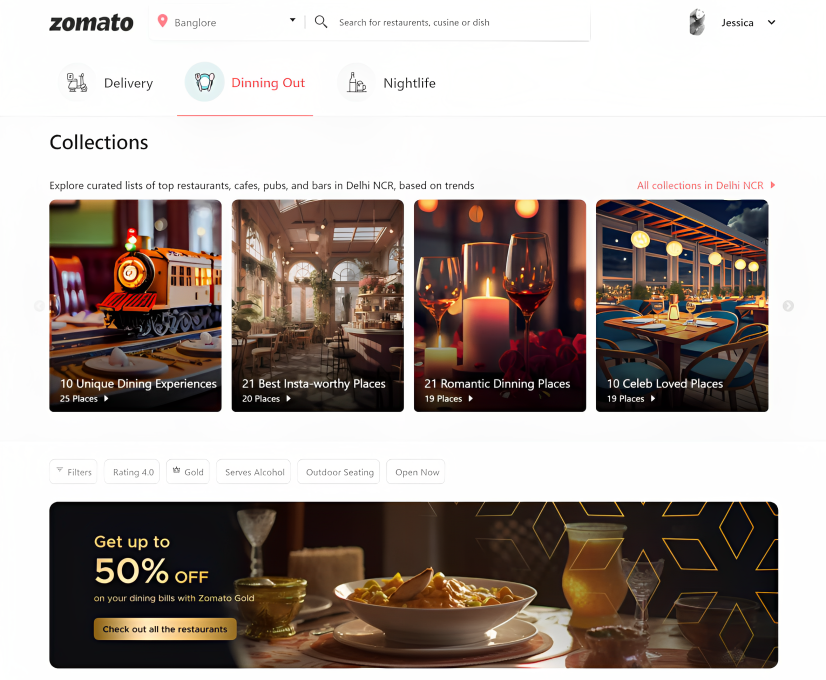 zomato
Banglore
Search for restaurents, cusine or dish
Jessica
Delivery
Dinning Out
Nightlife
Collections
Explore curated lists of top restaurants, cafes, pubs, and bars in Delhi NCR, based on trends
All collections in Delhi NCR
10 Unique Dining Experiences
25 Places
21 Best Insta-worthy Places
20 Places
21 Romantic Dinning Places
19 Places
10 Celeb Loved Places
19 Places
Filters
Rating 4.0
Gold
Serves Alcohol
Outdoor Seating
Open Now
Get up to
50% OFF
on your dining bills with Zomato Gold
Check out all the restaurants